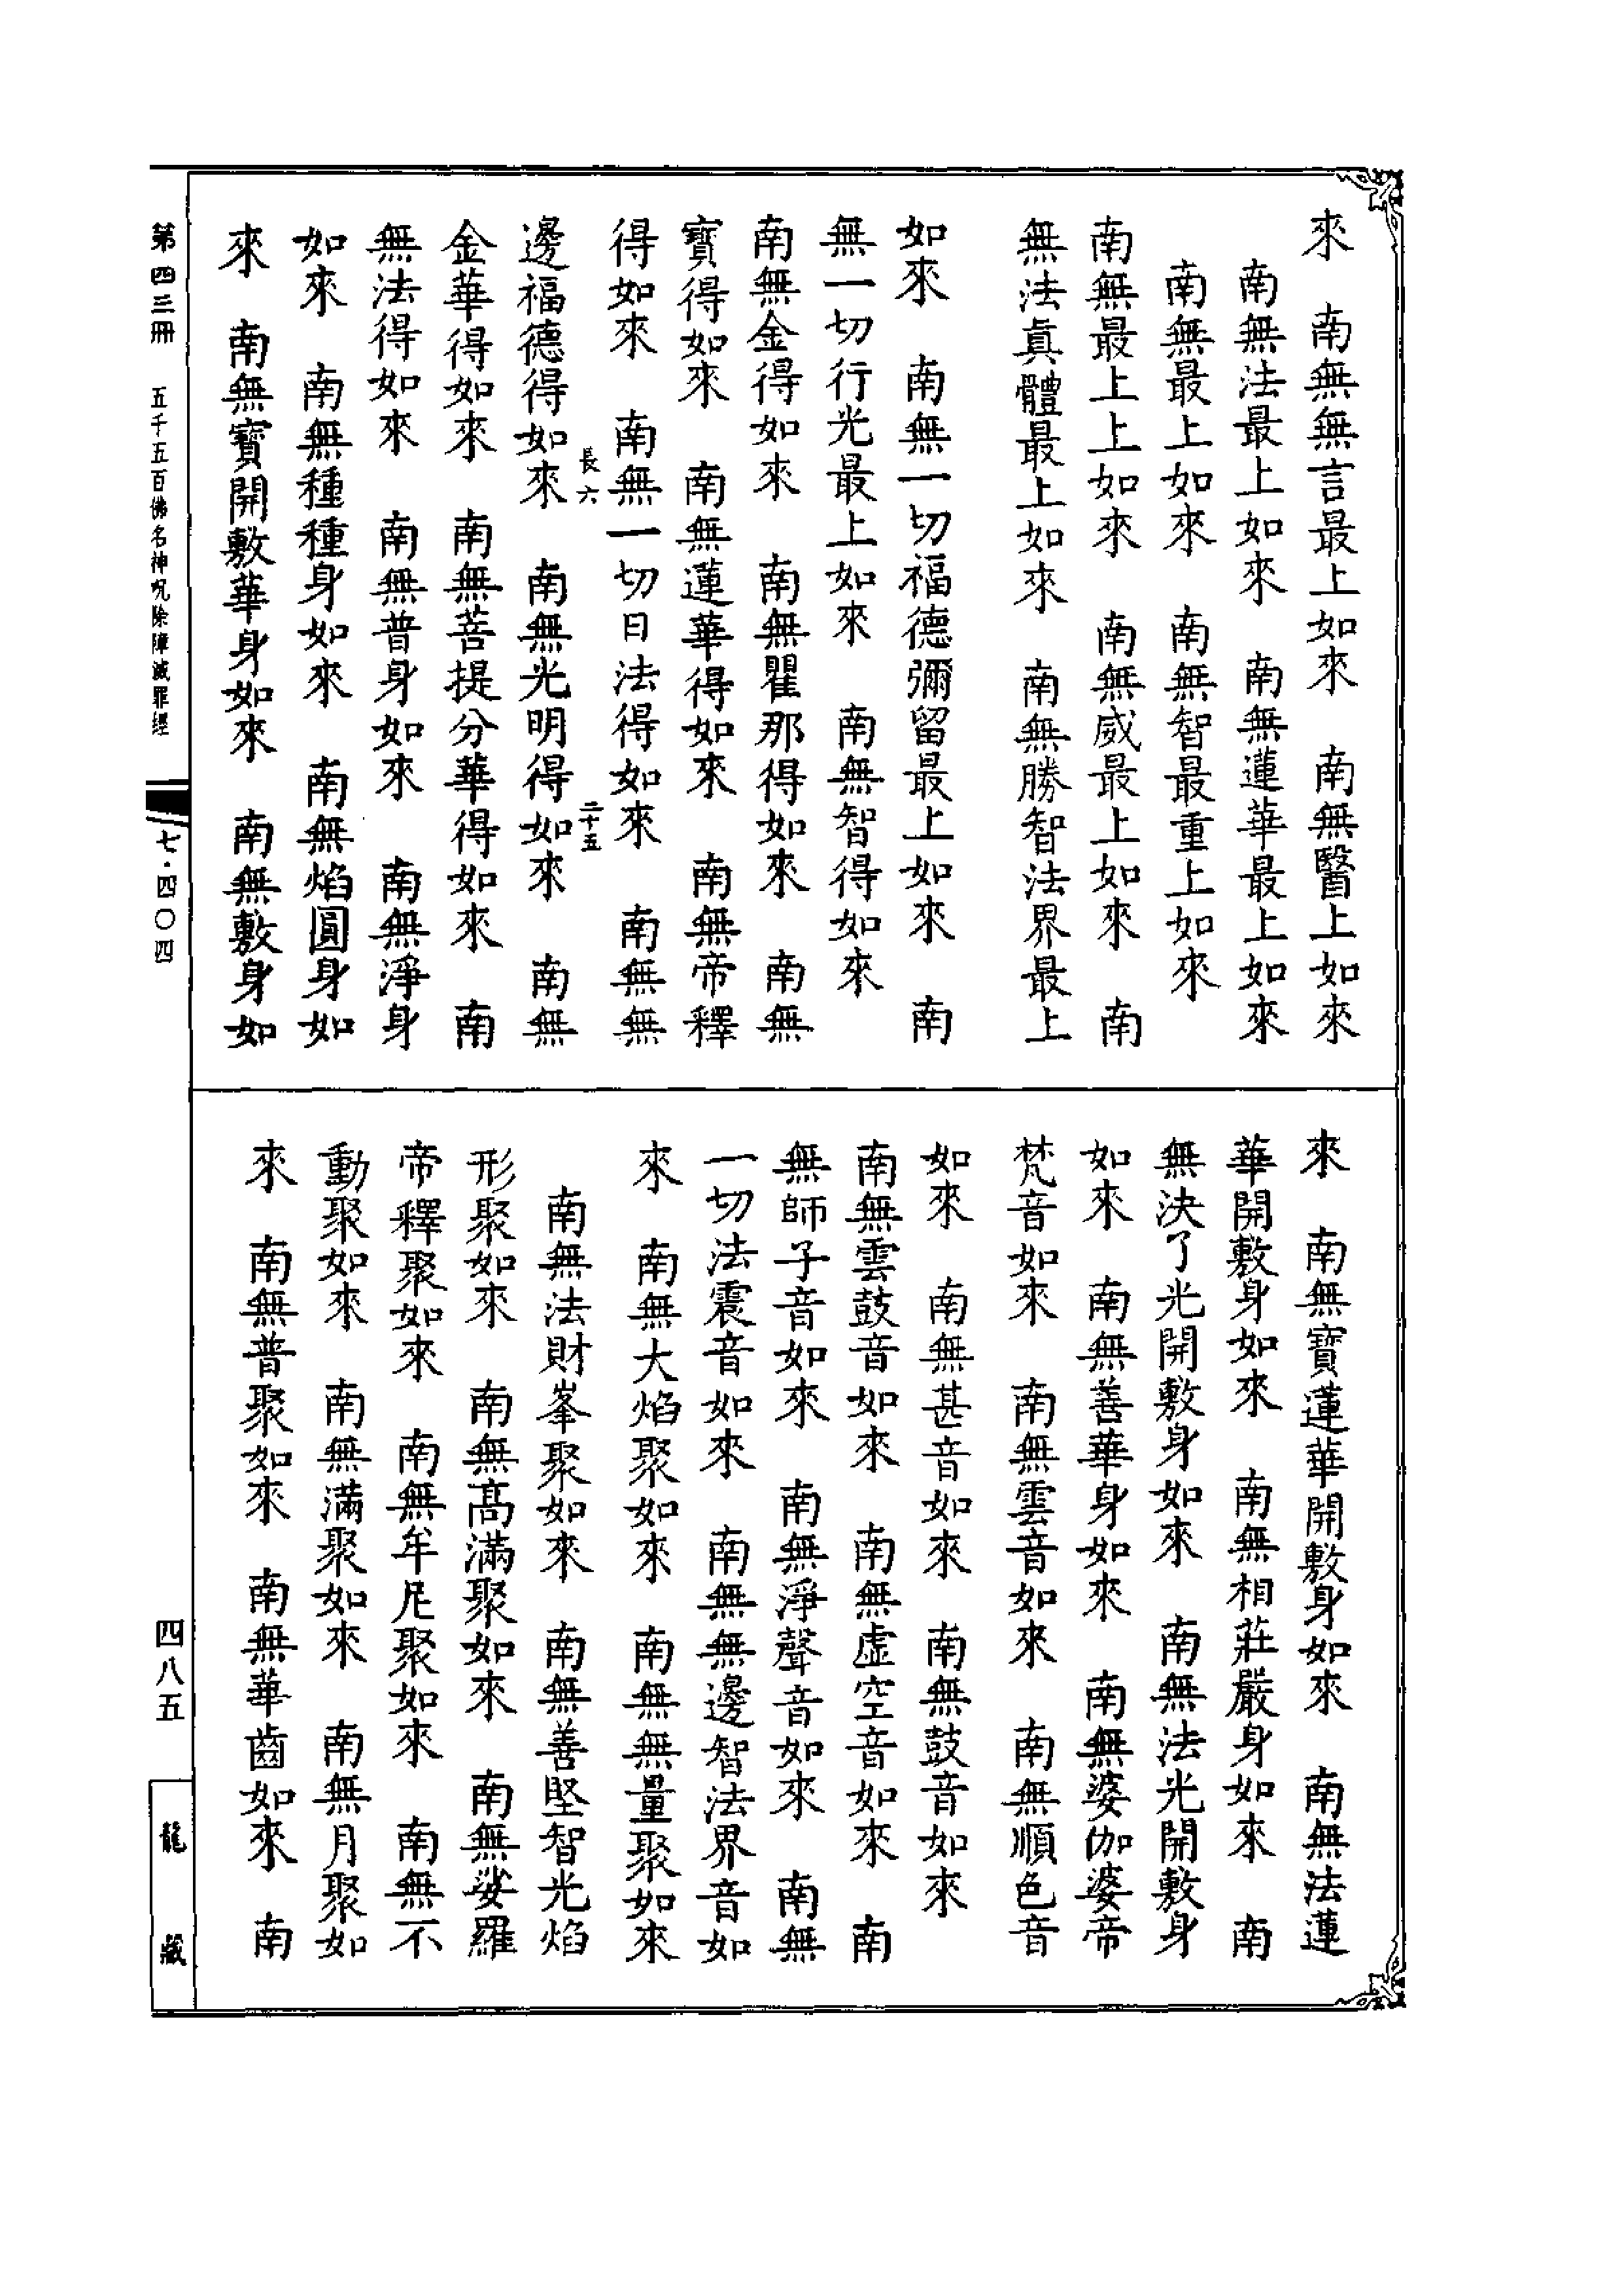 來　南無無言最上如來　南無醫上如來
南無法最上如來　南無蓮華最上如來
南無最上如來　南無智最重上如來
南無最上上如來　南無威最上如來　南
無法真體最上如來　南無勝智法界最上
如來　南無一切福德彌留最上如來　南
無一切行光最上如來　南無智得如來
南無金得如來　南無瞿那得如來　南無
寶得如來　南無蓮華得如來　南無帝釋
得如來　南無一切日法得如來　南無無
長六　二十五
邊福德得如來　南無光明得如來　南無
金華得如來　南無菩提分華得如來　南
無法得如來　南無普身如來　南無淨身
如來　南無種種身如來　南無焰圓身如
來　南無寶開敷華身如來　南無敷身如
來　南無寶蓮華開敷身如來　南無法蓮
華開敷身如來　南無相莊嚴身如來　南
無決了光開敷身如來　南無法光開敷身
如來　南無善華身如來　南無婆伽婆帝
梵音如來　南無雲音如來　南無順色音
如來　南無甚音如來　南無鼓音如來
南無雲鼓音如來　南無虛空音如來　南
無師子音如來　南無淨聲音如來　南無
一切法震音如來　南無無邊智法界音如
來　南無大焰聚如來　南無無量聚如來
南無法財峯聚如來　南無善堅智光焰
形聚如來　南無高滿聚如來　南無娑羅
帝釋聚如來　南無牟尼聚如來　南無不
動聚如來　南無滿聚如來　南無月聚如
來　南無普聚如來　南無華齒如來　南
第四三冊　五千五百佛名神呪除障滅罪經　七·四〇四　四八五　龍藏